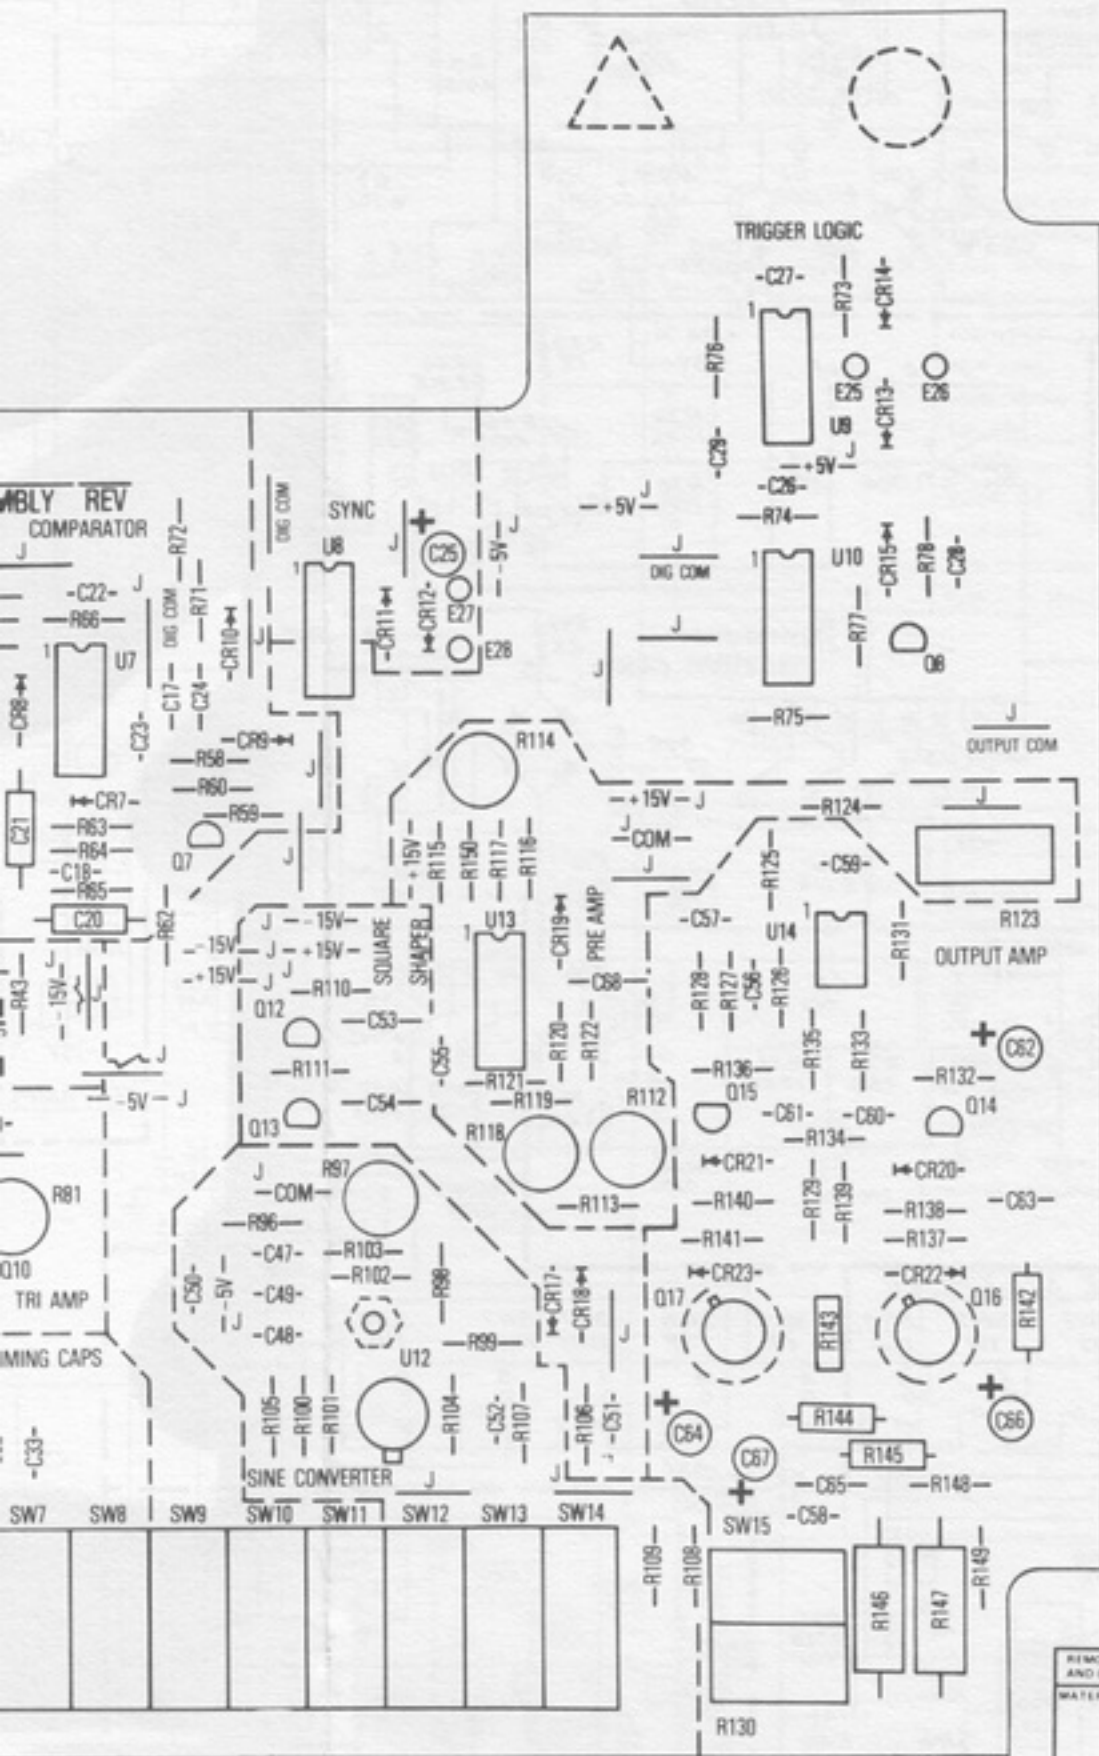 TRIGGER LOGIC
C27
1
R73
CR14
R76
E25
E26
CR13
U9
C29
+5V
J
C26
MBLY REV
COMPARATOR
R72
DIG COM
SYNC
J
C25
-5V
J
+5V
J
R74
U8
1
J
DIG COM
1
U10
CR15
R78
C28
C22
R66
DIG COM
R71
CR10
J
CR11
CR12
E27
E28
J
R77
Q8
1
U7
CR8
C17
C24
C23
J
R75
J
OUTPUT COM
CR9
R58
R60
R59
J
R114
+15V
J
R124
J
C21
CR7
R63
R64
C18
R65
Q7
J
+15V
R115
R150
R117
R116
J
COM
J
R125
C59
C20
R62
J
-15V
-15V
J
+15V
+15V
J
J
R110
SQUARE
SHAPER
U13
1
CR19
PRE AMP
C68
C57
1
U14
R131
R123
OUTPUT AMP
R43
J
-15V
J
Q12
C53
R128
R127
C56
R126
R120
R122
C55
R135
R133
C62
J
-5V
J
R111
R121
R136
R132
Q13
C54
R119
R118
R112
Q15
C61
C60
Q14
R134
R81
J
COM
R97
CR21
CR20
R113
R140
R129
R139
R138
C63
Q10
TRI AMP
R96
C47
R103
R102
R98
C50
-5V
J
C49
C48
CR17
CR18
J
R141
R137
CR23
CR22
Q17
R143
Q16
R142
IMING CAPS
R99
U12
R105
R100
R101
R104
C52
R107
R106
C51
J
C64
C67
R144
R145
C66
C33
SINE CONVERTER
J
J
C65
R148
SW7
SW8
SW9
SW10
SW11
SW12
SW13
SW14
SW15
C58
R109
R108
R146
R147
R149
R130
REMO
AND
MATE